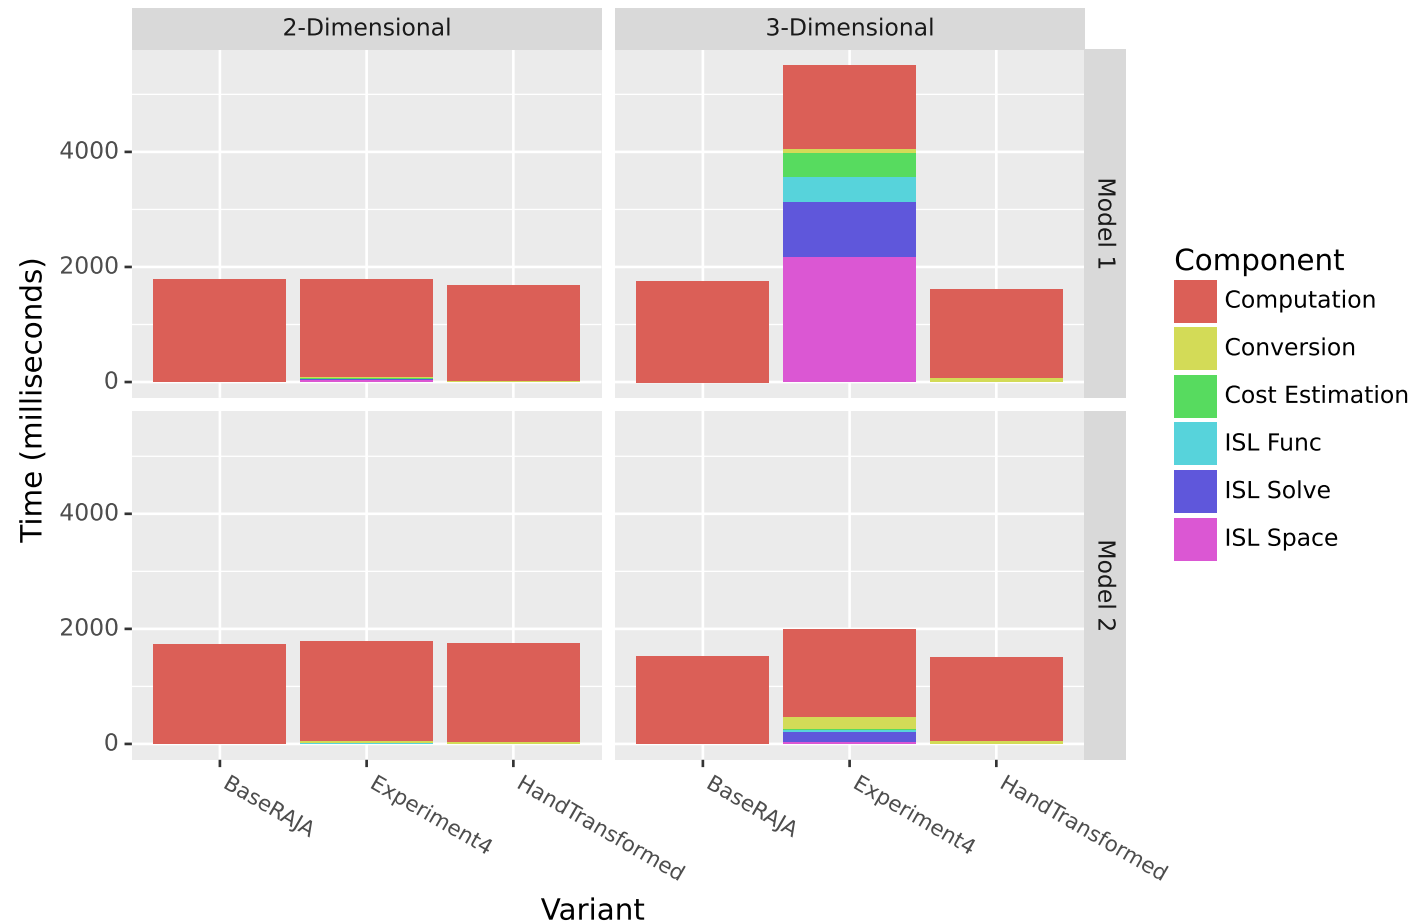 2-Dimensional
3-Dimensional
Model 1
Model 2
Time (milliseconds)
4000
2000
0
4000
2000
0
BaseRAJA
Experiment4
HandTransformed
BaseRAJA
Experiment4
HandTransformed
Variant
Component
Computation
Conversion
Cost Estimation
ISL Func
ISL Solve
ISL Space